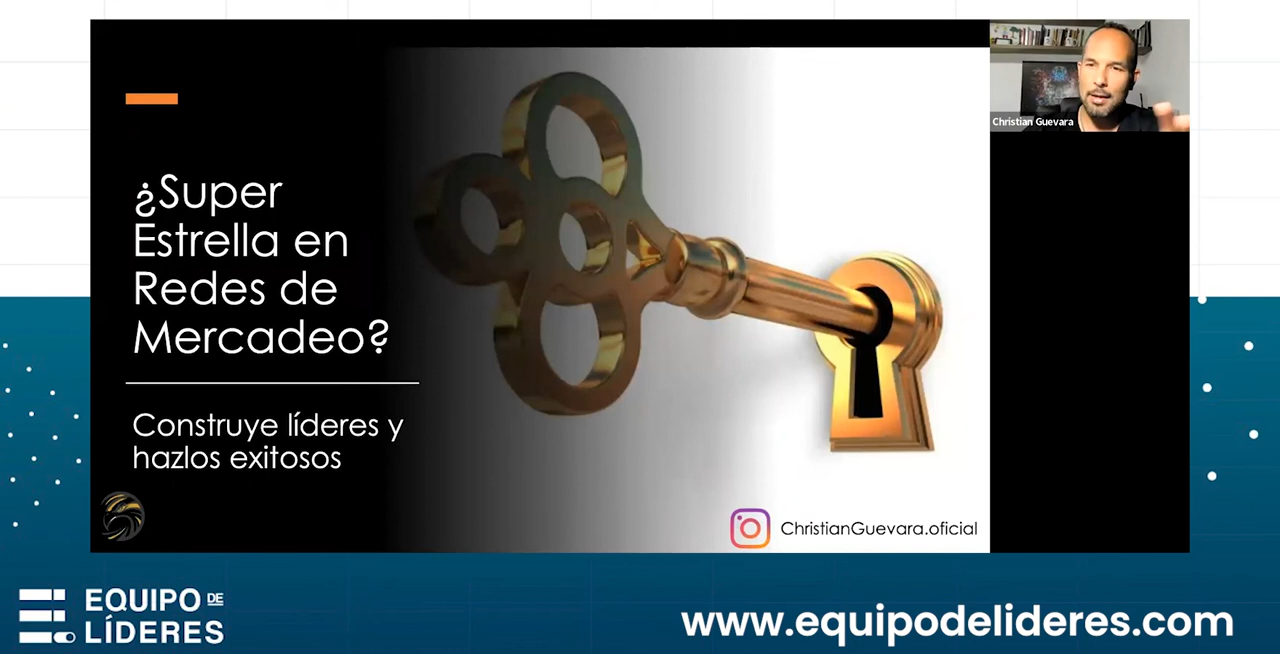 ¿Super
Estrella en
Redes de
Mercadeo?
Construye líderes y
hazlos exitosos
Christian Guevara
ChristianGuevara.oficial
EQUIPO DE
LÍDERES
www.equipodelideres.com